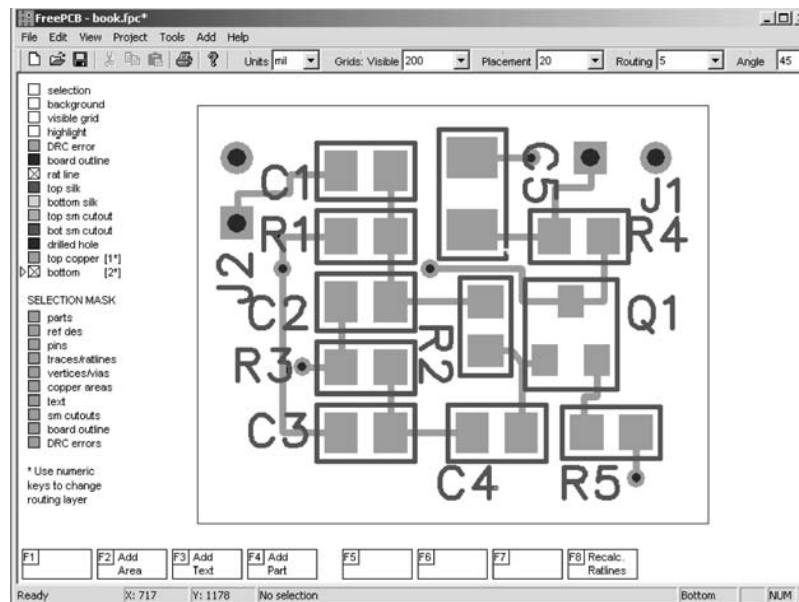 FreePCB - book.fpc*
File Edit View Project Tools Add Help
Units mil Grids: Visible 200 Placement 20 Routing 5 Angle 45
selection
background
visible grid
highlight
DRC error
board outline
rat line
top silk
bottom silk
top sm cutout
bot sm cutout
drilled hole
top copper [1*]
bottom [2*]
SELECTION MASK
parts
ref des
pins
traces/ratlines
vertices/vias
copper areas
text
sm cutouts
board outline
DRC errors
* Use numeric
keys to change
routing layer
C1
C5
J1
R1
R4
J2
C2
R2
Q1
R3
C3
C4
R5
F1
F2 Add
Area
F3 Add
Text
F4 Add
Part
F5
F6
F7
F8 Recalc.
Ratlines
Ready X: 717 Y: 1178 No selection Bottom NUM